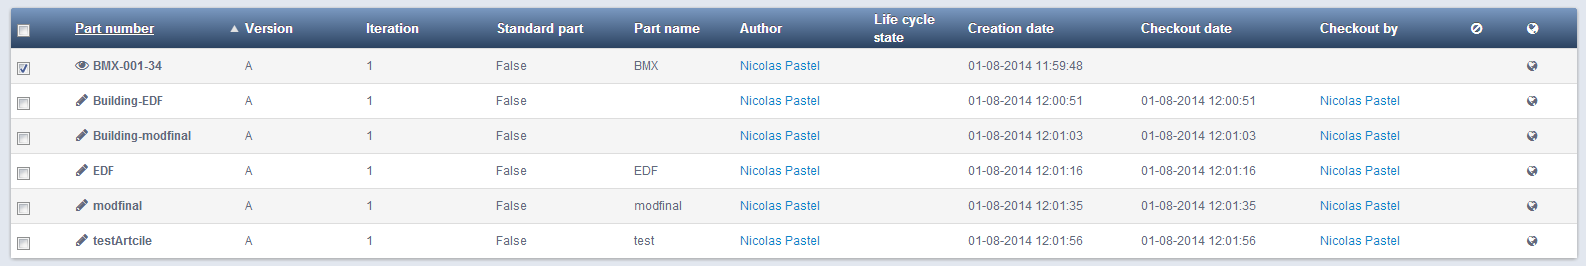 Part number Version Iteration Standard part Part name Author Life cycle state Creation date Checkout date Checkout by
BMX-001-34 A 1 False BMX Nicolas Pastel 01-08-2014 11:59:48
Building-EDF A 1 False Nicolas Pastel 01-08-2014 12:00:51 01-08-2014 12:00:51 Nicolas Pastel
Building-modfinal A 1 False Nicolas Pastel 01-08-2014 12:01:03 01-08-2014 12:01:03 Nicolas Pastel
EDF A 1 False EDF Nicolas Pastel 01-08-2014 12:01:16 01-08-2014 12:01:16 Nicolas Pastel
modfinal A 1 False modfinal Nicolas Pastel 01-08-2014 12:01:35 01-08-2014 12:01:35 Nicolas Pastel
testArtcile A 1 False test Nicolas Pastel 01-08-2014 12:01:56 01-08-2014 12:01:56 Nicolas Pastel